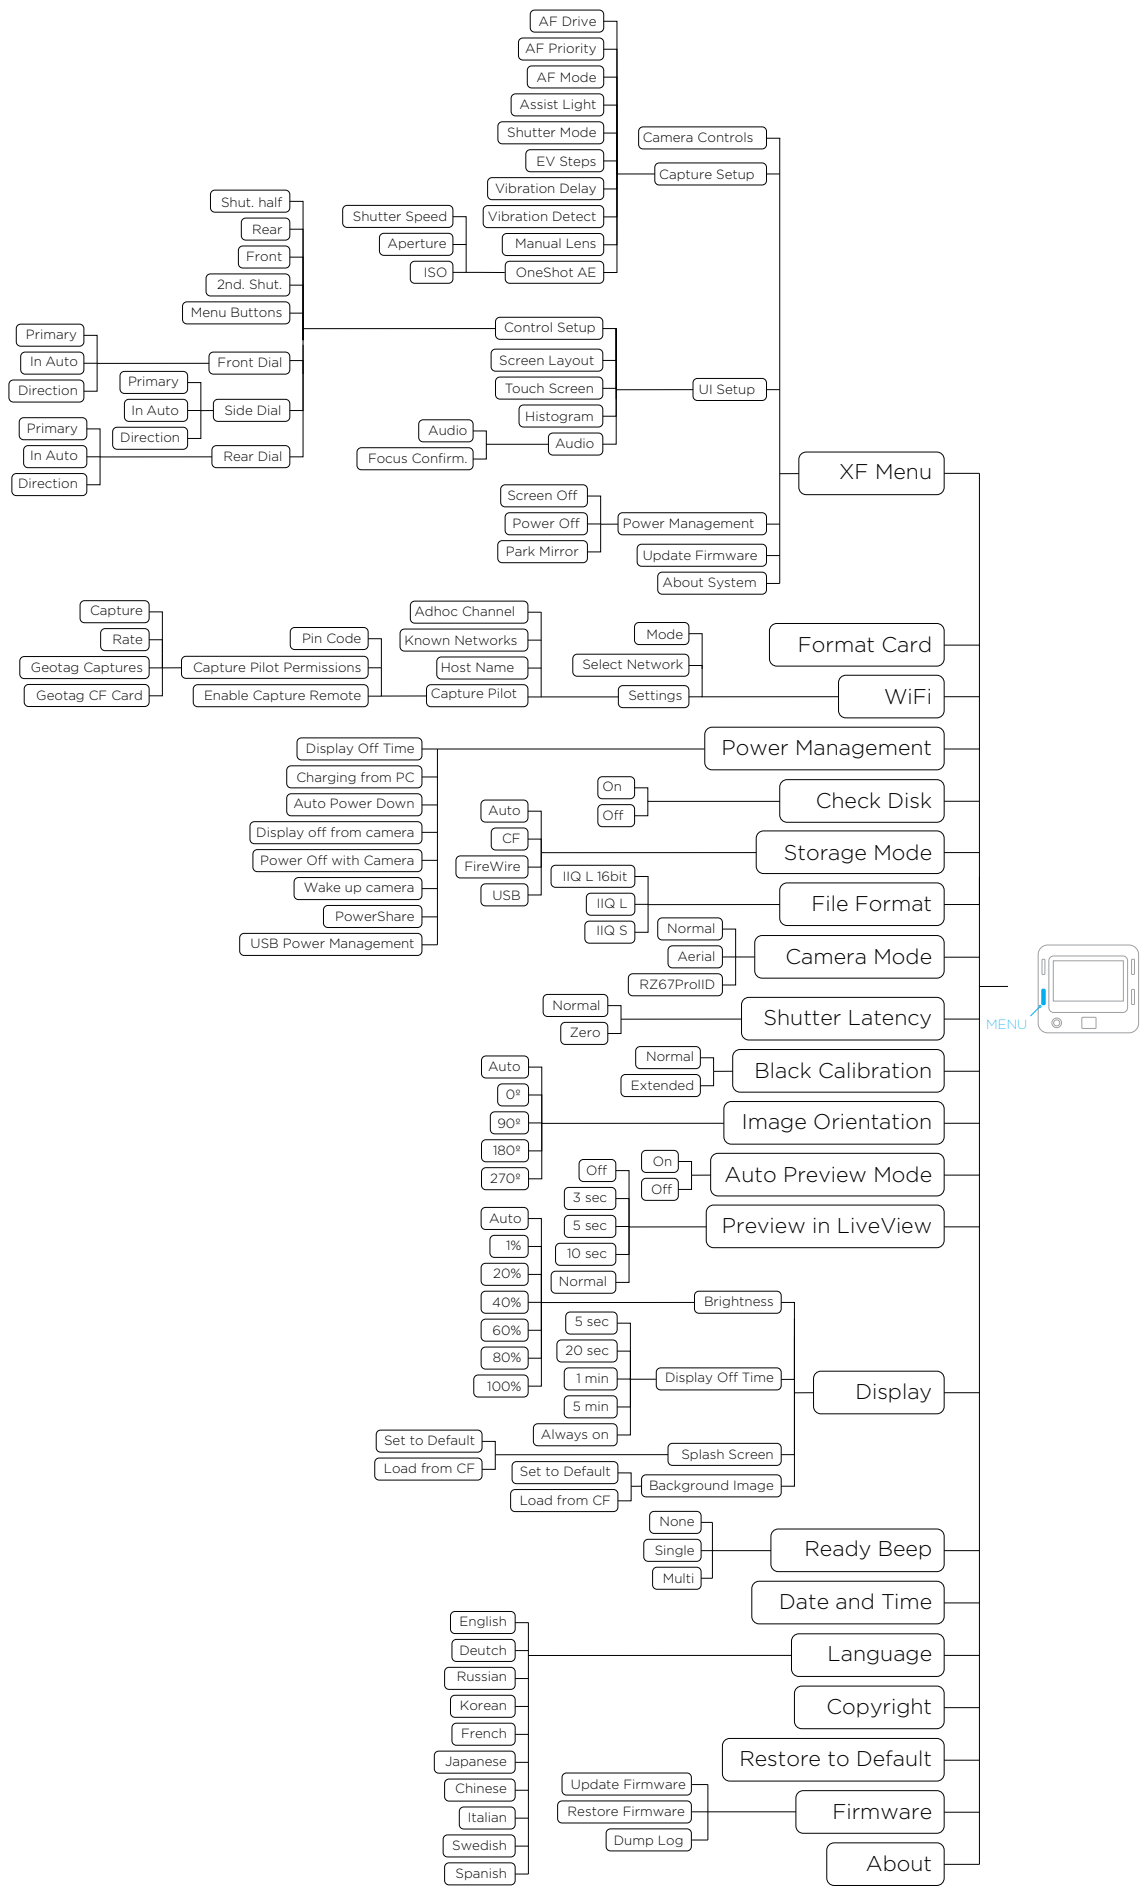 AF Drive
AF Priority
AF Mode
Assist Light
Shutter Mode
EV Steps
Vibration Delay
Vibration Detect
Manual Lens
OneShot AE
Camera Controls
Capture Setup
Shutter Speed
Aperture
ISO
Shut. half
Rear
Front
2nd. Shut.
Menu Buttons
Front Dial
Side Dial
Rear Dial
Primary
In Auto
Direction
Primary
In Auto
Direction
Primary
In Auto
Direction
Control Setup
Screen Layout
Touch Screen
Histogram
Audio
UI Setup
Audio
Focus Confirm.
XF Menu
Screen Off
Power Off
Park Mirror
Power Management
Update Firmware
About System
Format Card
Capture
Rate
Geotag Captures
Geotag CF Card
Pin Code
Capture Pilot Permissions
Enable Capture Remote
Adhoc Channel
Known Networks
Host Name
Capture Pilot
Mode
Select Network
Settings
WiFi
Power Management
Display Off Time
Charging from PC
Auto Power Down
Display off from camera
Power Off with Camera
Wake up camera
PowerShare
USB Power Management
On
Off
Check Disk
Auto
CF
FireWire
USB
Storage Mode
IIQ L 16bit
IIQ L
IIQ S
File Format
Normal
Aerial
RZ67ProIID
Camera Mode
MENU
Normal
Zero
Shutter Latency
Normal
Extended
Black Calibration
Auto
0º
90º
180º
270º
Image Orientation
On
Off
Auto Preview Mode
Off
3 sec
5 sec
10 sec
Normal
Preview in LiveView
Auto
1%
20%
40%
60%
80%
100%
Brightness
5 sec
20 sec
1 min
5 min
Always on
Display Off Time
Display
Set to Default
Load from CF
Splash Screen
Set to Default
Load from CF
Background Image
None
Single
Multi
Ready Beep
Date and Time
English
Deutch
Russian
Korean
French
Japanese
Chinese
Italian
Swedish
Spanish
Language
Copyright
Restore to Default
Update Firmware
Restore Firmware
Dump Log
Firmware
About